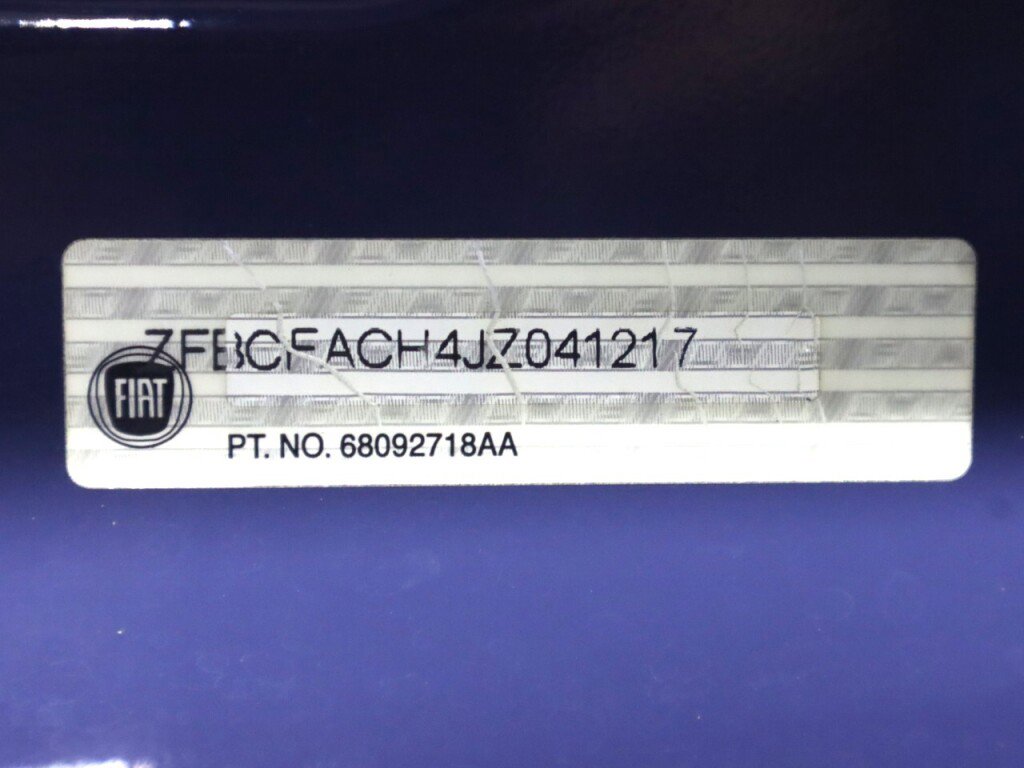 ZFBCFACH4JZ041217
FIAT
PT. NO. 68092718AA